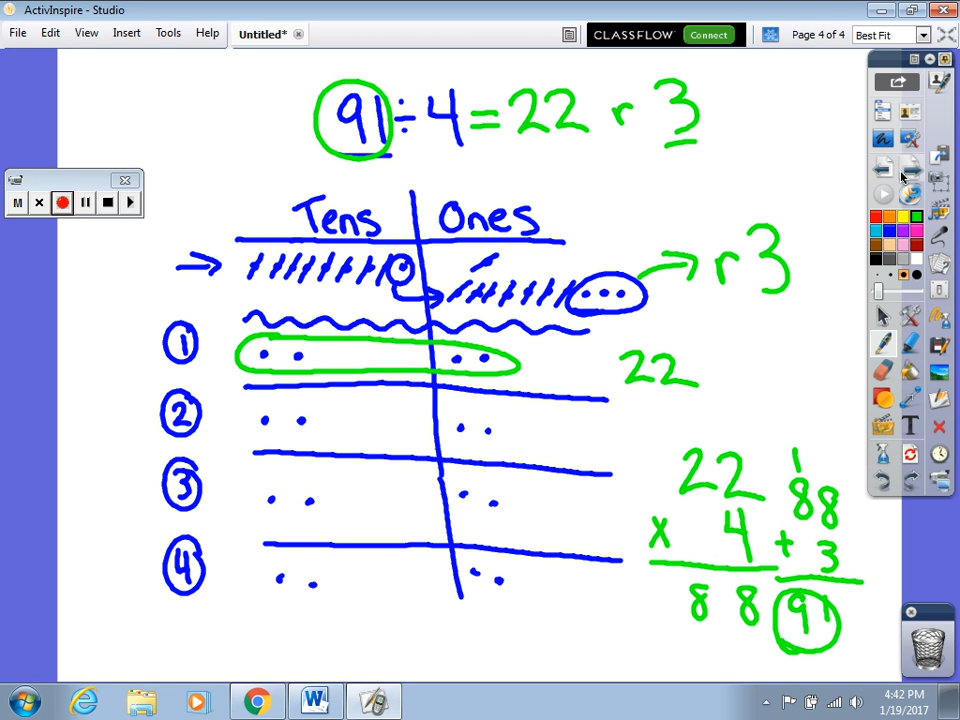 ActivInspire - Studio
File Edit View Insert Tools Help Untitled* CLASSFLOW Connect Page 4 of 4 Best Fit
91 ÷ 4 = 22 r 3
M
Tens Ones
r 3
1
22
2
22
x 4
88
3
1
88
+ 3
91
4
T
4:42 PM
1/19/2017